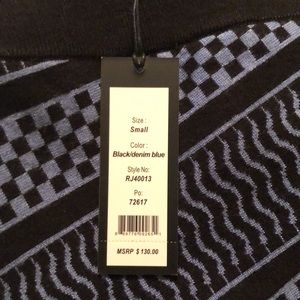 Size :
Small
Color :
Black/denim blue
Style No:
RJ40013
Po:
72617
MSRP $ 130.00